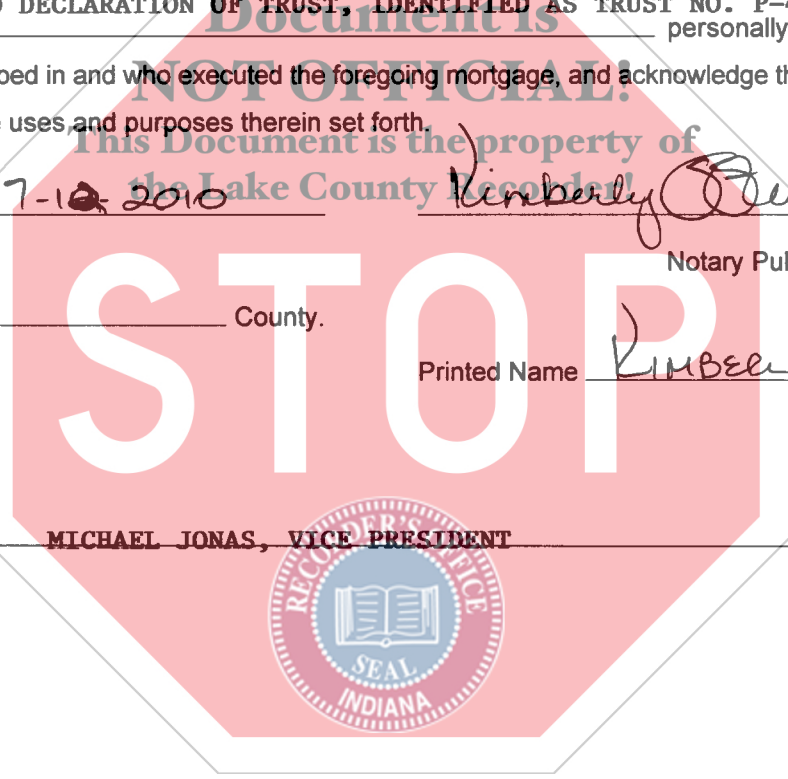 DECLARATION OF TRUST, IDENTIFIED AS TRUST NO. P-4
Document is
personally
bed in and who executed the foregoing mortgage, and acknowledge th
NOT OFFICIAL!
uses and purposes therein set forth.
This Document is the property of
the Lake County Recorder!
2010 Kimberly
Notary Pu
County.
STOP
Printed Name KIMBER
MICHAEL JONAS, VICE PRESIDENT
RECORDER'S OFFICE
SEAL
INDIANA